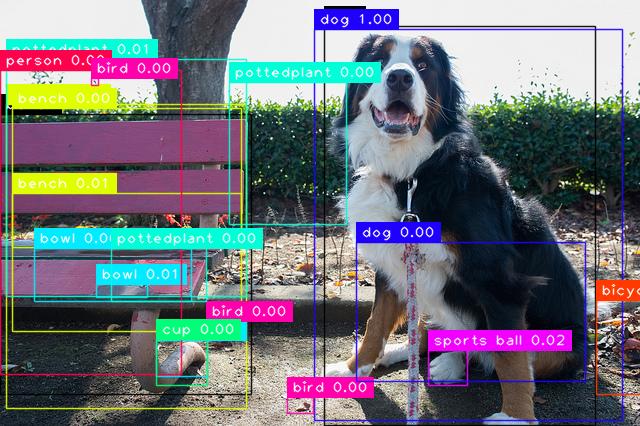 dog 1.00
pottedplant 0.01
person 0.00
bird 0.00
pottedplant 0.00
bench 0.00
bench 0.01
dog 0.00
bowl 0.0
pottedplant 0.00
bowl 0.01
bicyc
bird 0.00
cup 0.00
sports ball 0.02
bird 0.00